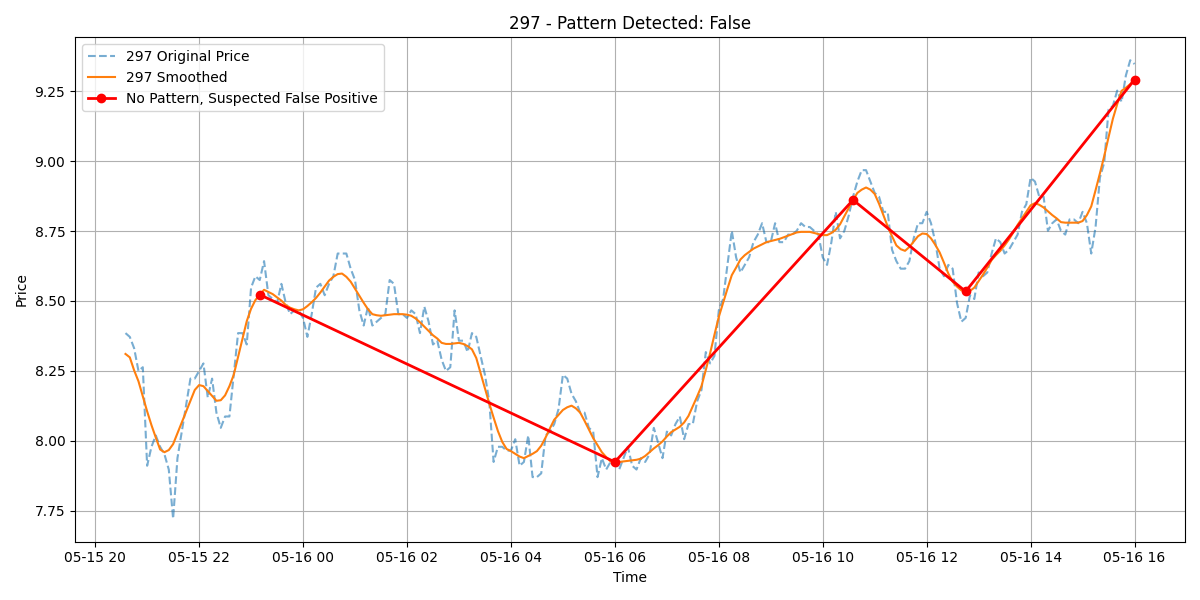 297 - Pattern Detected: False
297 Original Price
297 Smoothed
No Pattern, Suspected False Positive
Price
9.25
9.00
8.75
8.50
8.25
8.00
7.75
05-15 20 05-15 22 05-16 00 05-16 02 05-16 04 05-16 06 05-16 08 05-16 10 05-16 12 05-16 14 05-16 16
Time